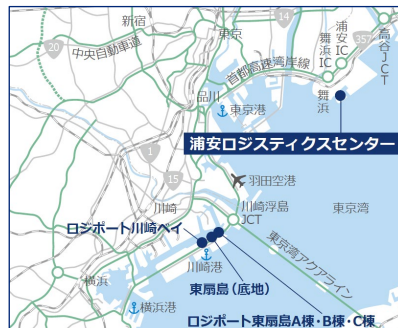 新宿
東京
14
浦安IC
舞浜IC
357
高谷JCT
20
中央自動車道
首都高速湾岸線
品川
東京港
舞浜
浦安ロジスティクスセンター
1
15
羽田空港
川崎
川崎浮島JCT
東京湾
ロジポート川崎ベイ
東京湾アクアライン
川崎港
東扇島（底地）
横浜
横浜港
ロジポート東扇島A棟・B棟・C棟